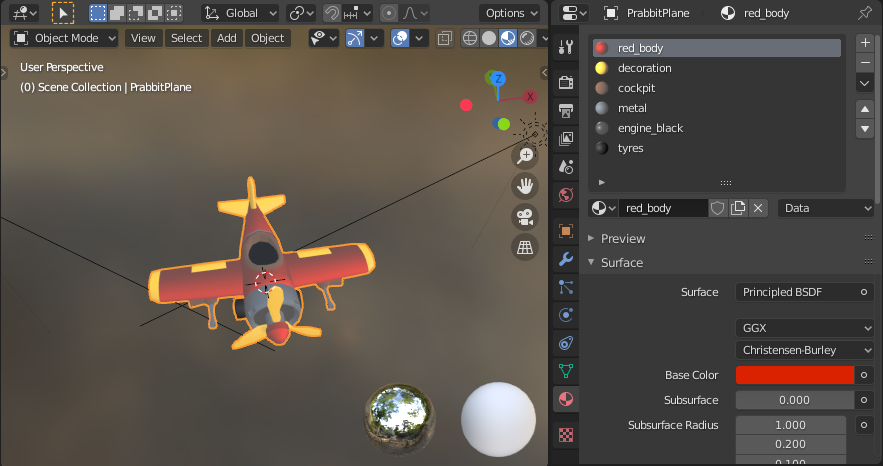 Global
Options
Object Mode
View
Select
Add
Object
User Perspective
(0) Scene Collection | PrabbitPlane
Z
X
PrabbitPlane
red_body
red_body
decoration
cockpit
metal
engine_black
tyres
red_body
Data
Preview
Surface
Surface
Principled BSDF
GGX
Christensen-Burley
Base Color
Subsurface
0.000
Subsurface Radius
1.000
0.200
0.100